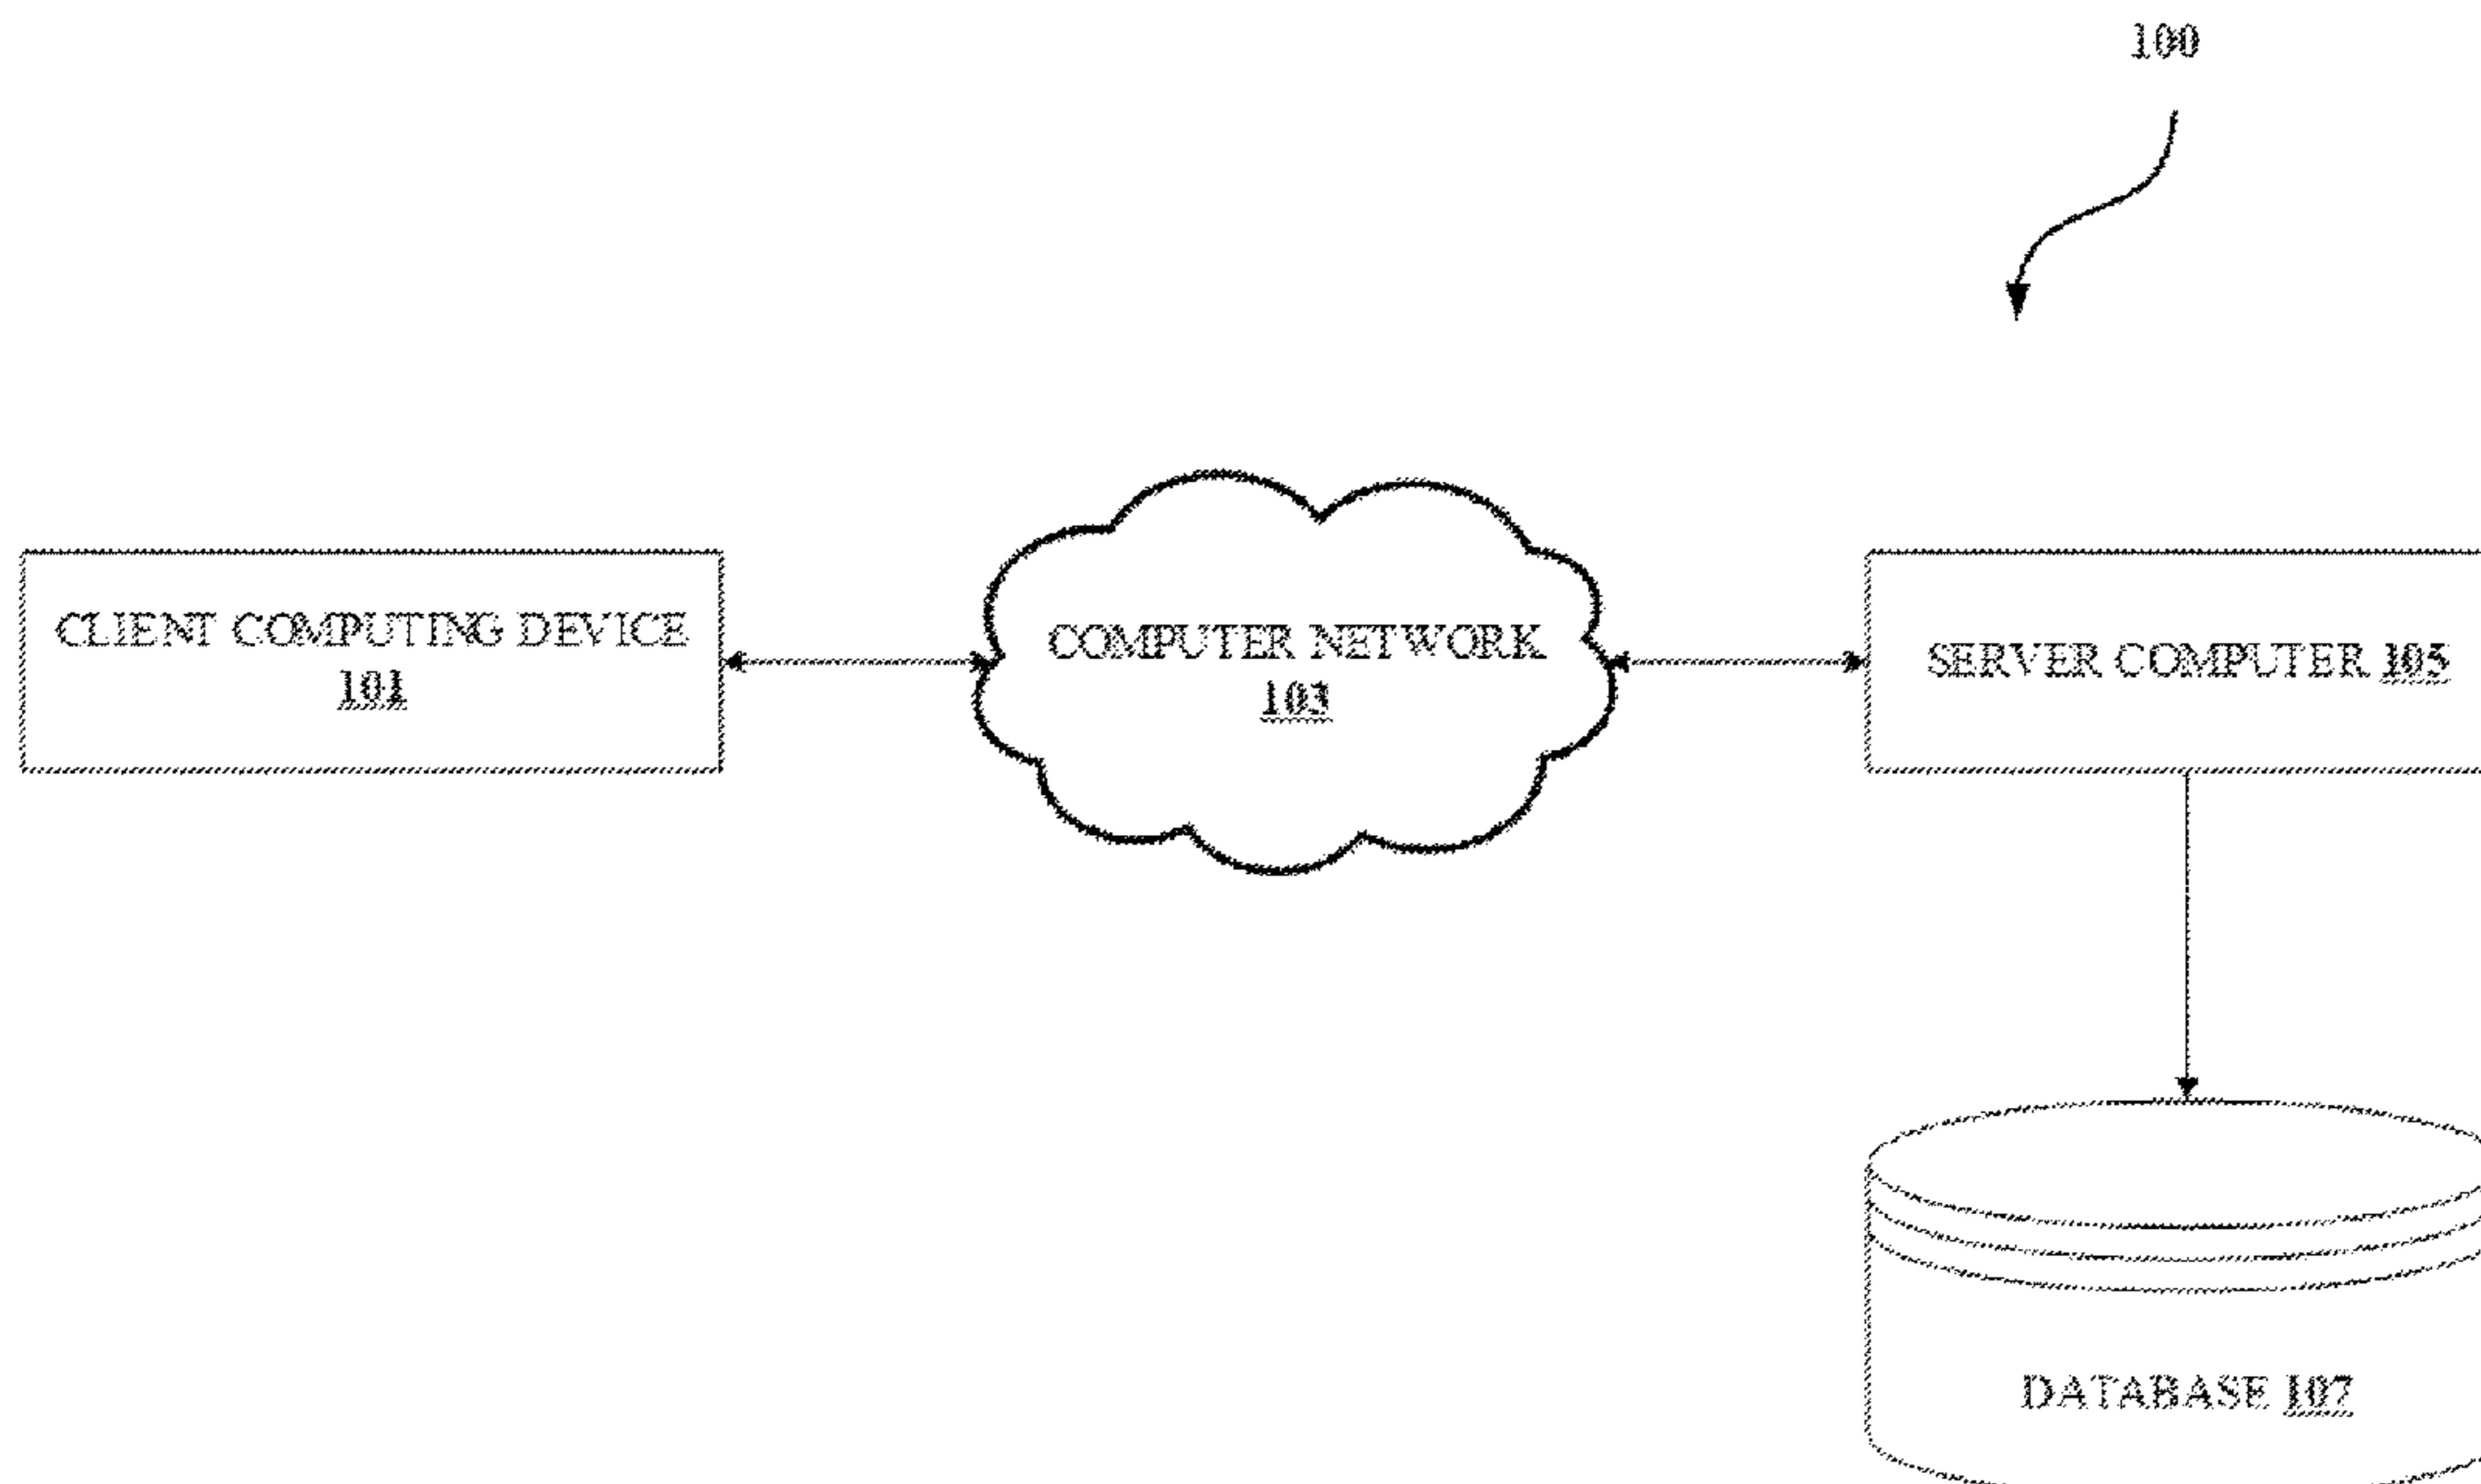 100
CLIENT COMPUTING DEVICE
101
COMPUTER NETWORK
103
SERVER COMPUTER 105
DATABASE 107